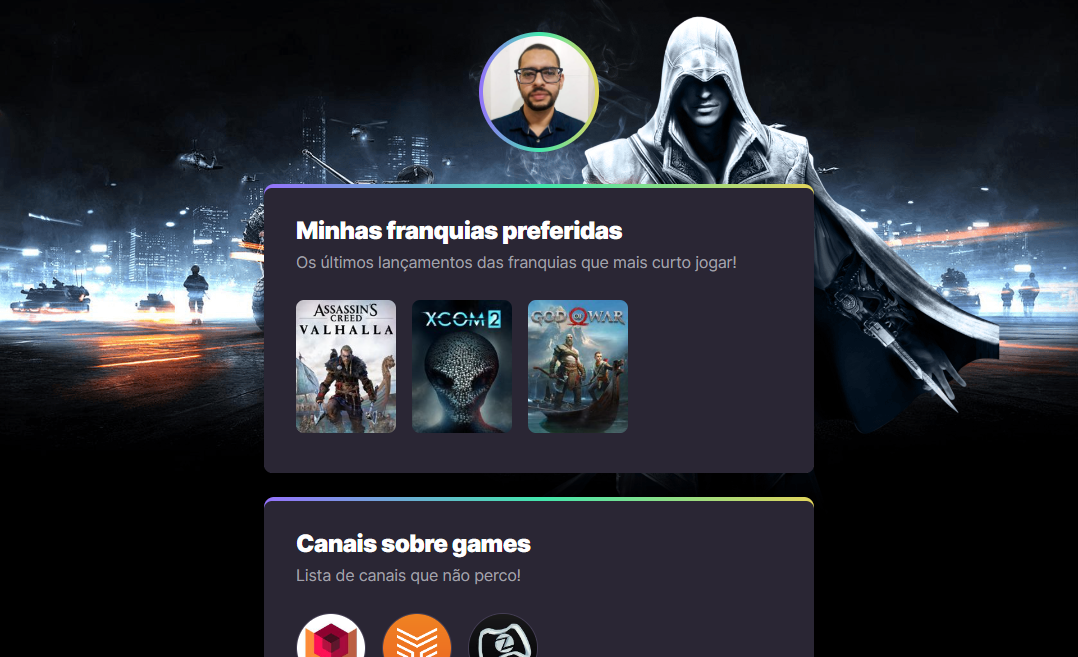 Minhas franquias preferidas
Os últimos lançamentos das franquias que mais curto jogar!
ASSASSIN'S
CREED
VALHALLA
XCOM 2
GOD OF WAR
Canais sobre games
Lista de canais que não perco!